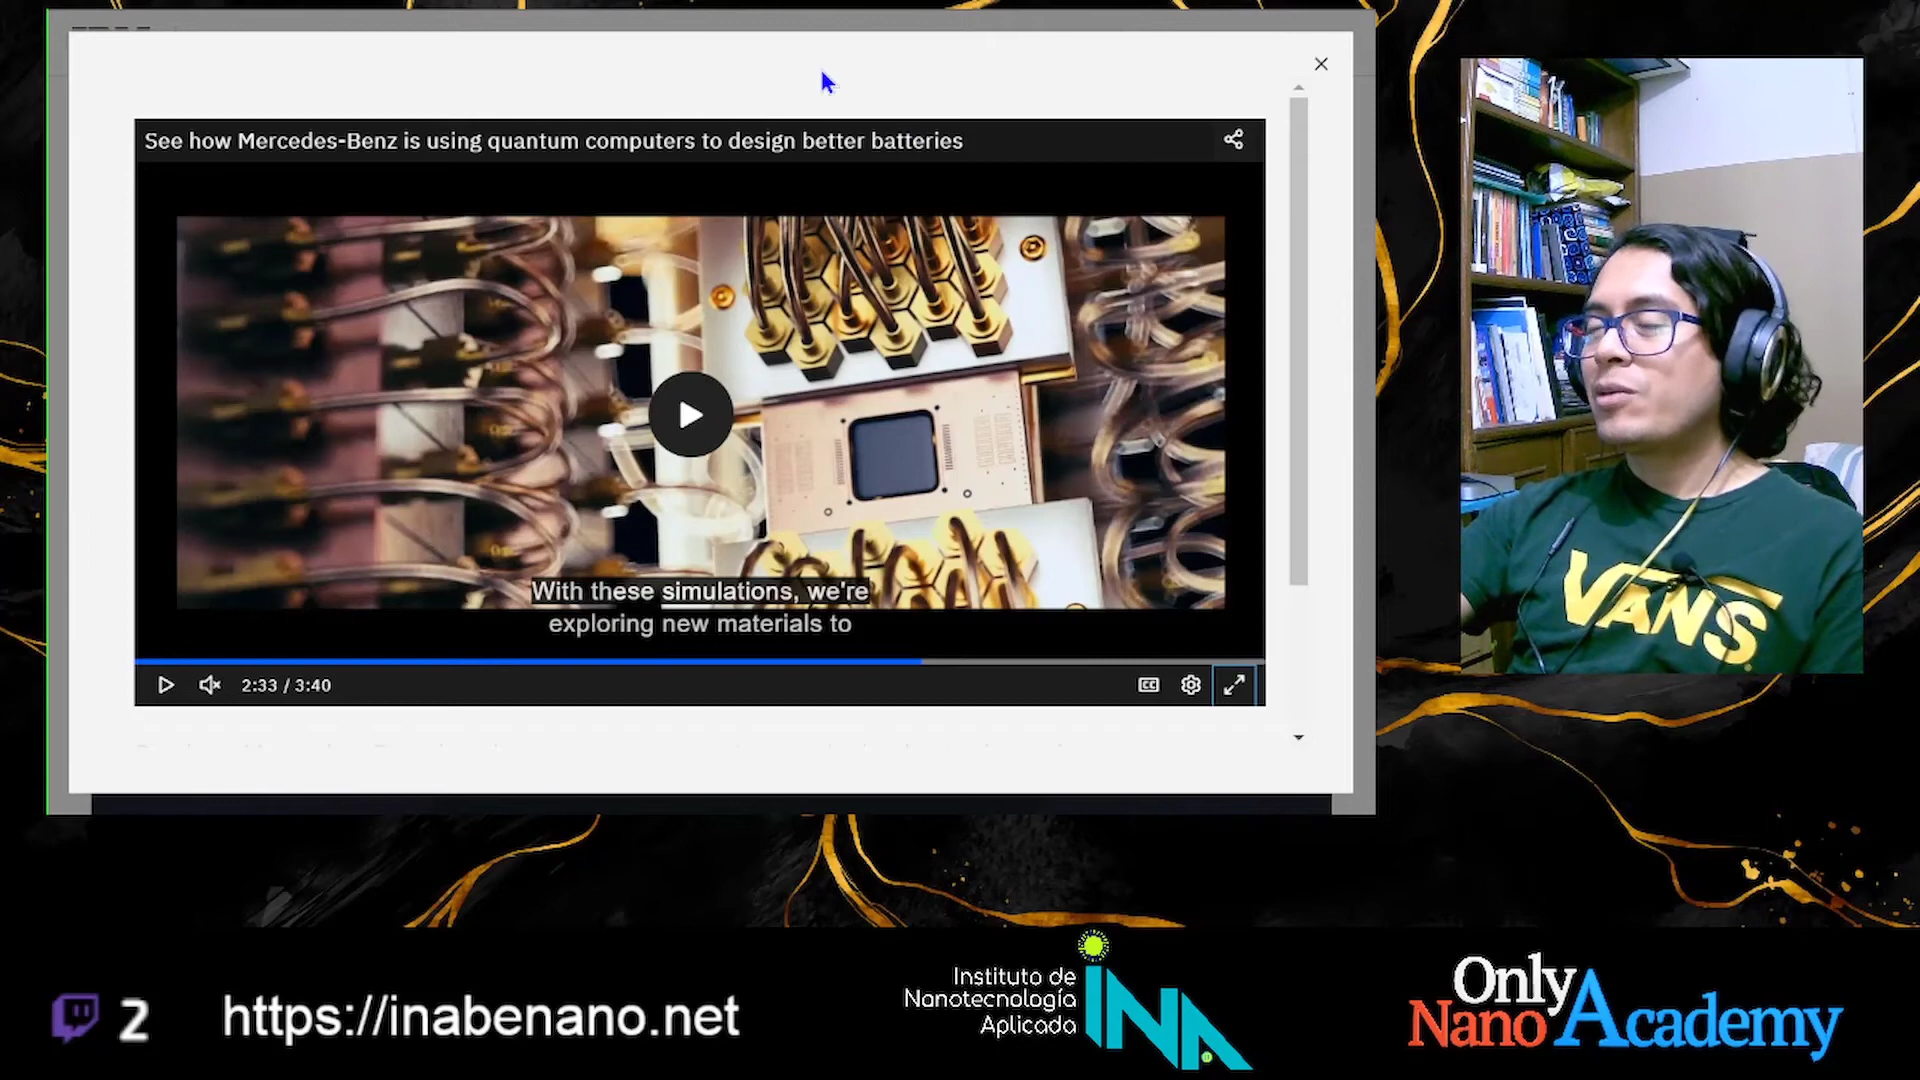 See how Mercedes-Benz is using quantum computers to design better batteries
With these simulations, we're
exploring new materials to
2:33 / 3:40
CC
VANS
2
https://inabenano.net
Instituto de
Nanotecnología
Aplicada
iNA
Only
Nano Academy